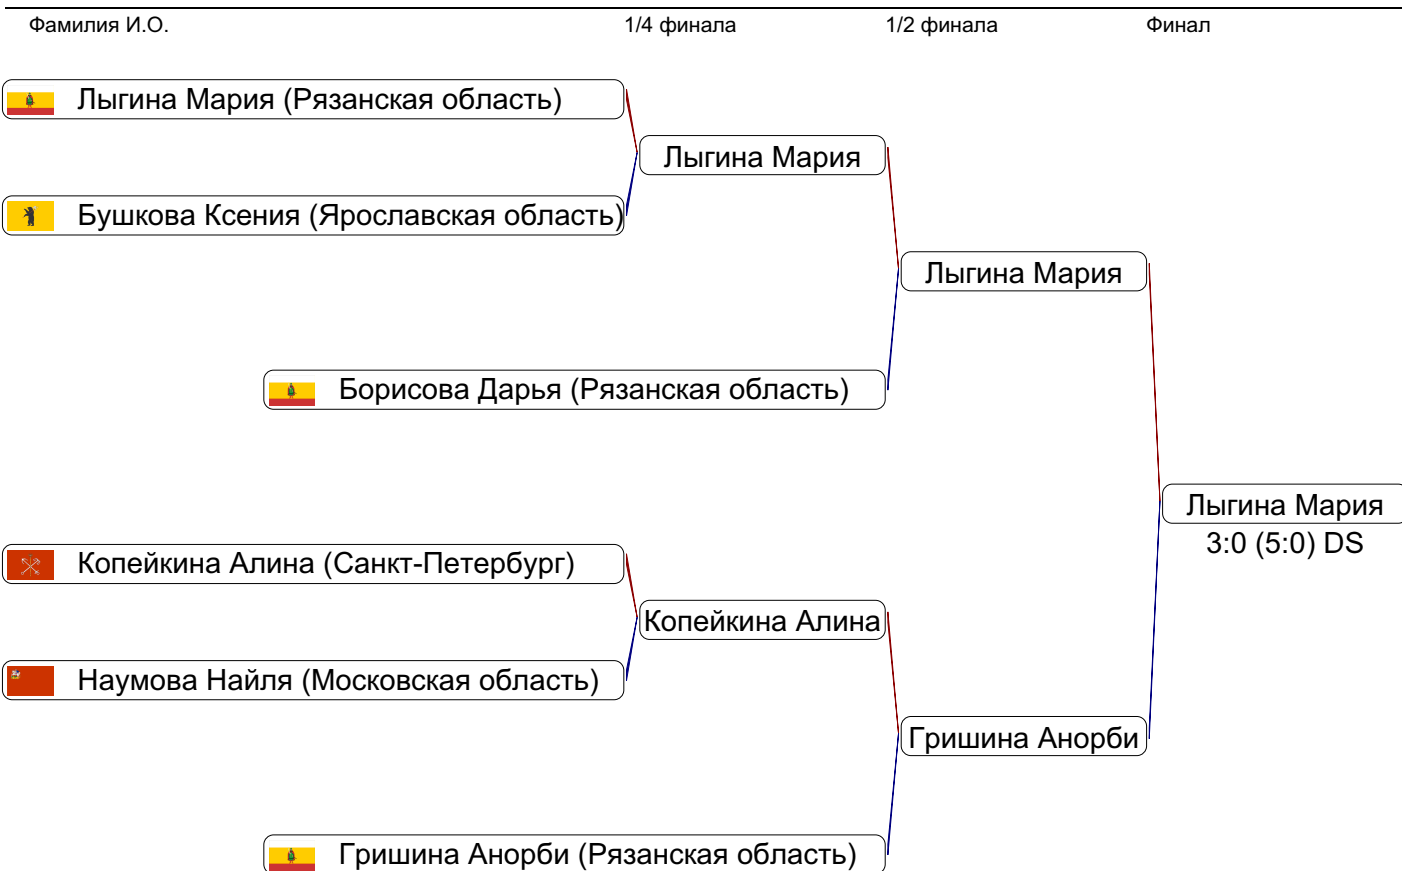 Фамилия И.О. 1/4 финала 1/2 финала Финал
Лыгина Мария (Рязанская область)
Лыгина Мария
Бушкова Ксения (Ярославская область)
Лыгина Мария
Борисова Дарья (Рязанская область)
Лыгина Мария
3:0 (5:0) DS
Копейкина Алина (Санкт-Петербург)
Копейкина Алина
Наумова Найля (Московская область)
Гришина Анорби
Гришина Анорби (Рязанская область)